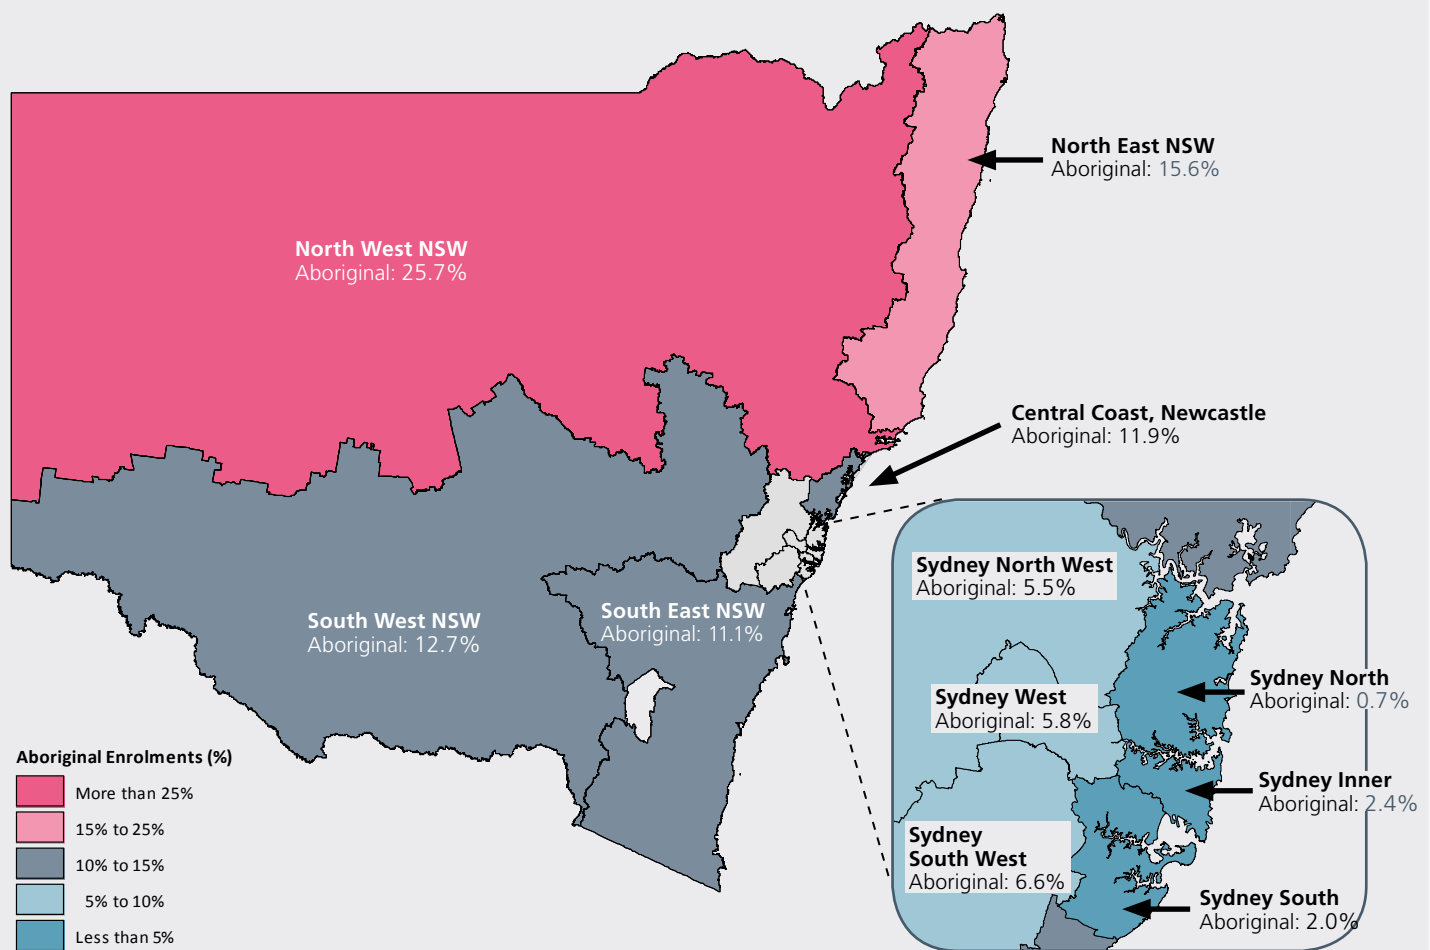 North East NSW
Aboriginal: 15.6%
North West NSW
Aboriginal: 25.7%
Central Coast, Newcastle
Aboriginal: 11.9%
South West NSW
Aboriginal: 12.7%
South East NSW
Aboriginal: 11.1%
Sydney North West
Aboriginal: 5.5%
Sydney West
Aboriginal: 5.8%
Sydney North
Aboriginal: 0.7%
Sydney Inner
Aboriginal: 2.4%
Sydney
South West
Aboriginal: 6.6%
Sydney South
Aboriginal: 2.0%
Aboriginal Enrolments (%)
More than 25%
15% to 25%
10% to 15%
5% to 10%
Less than 5%